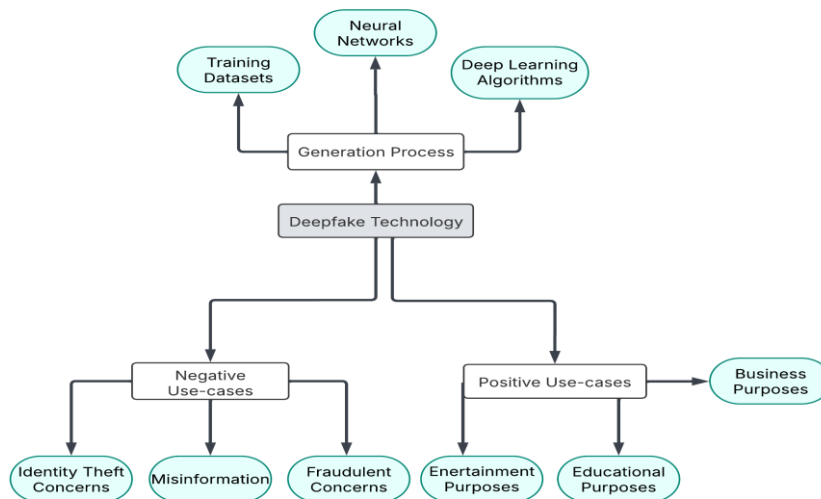 Neural
Networks
Training
Datasets
Deep Learning
Algorithms
Generation Process
Deepfake Technology
Negative
Use-cases
Positive Use-cases
Business
Purposes
Identity Theft
Concerns
Misinformation
Fraudulent
Concerns
Enertainment
Purposes
Educational
Purposes